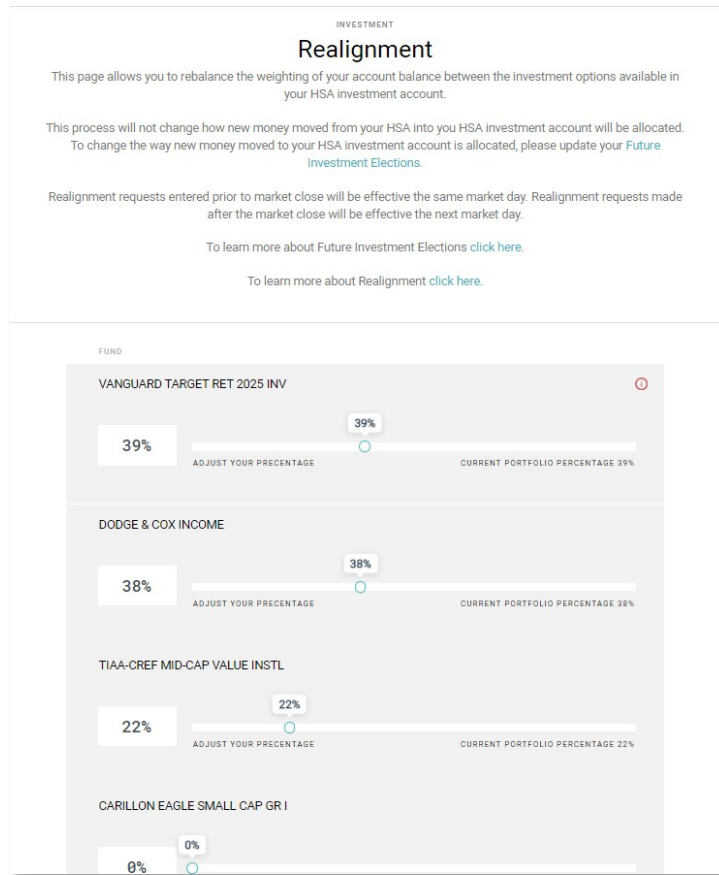 INVESTMENT
Realignment
This page allows you to rebalance the weighting of your account balance between the investment options available in
your HSA investment account.
This process will not change how new money moved from your HSA into you HSA investment account will be allocated.
To change the way new money moved to your HSA investment account is allocated, please update your Future
Investment Elections.
Realignment requests entered prior to market close will be effective the same market day. Realignment requests made
after the market close will be effective the next market day.
To learn more about Future Investment Elections click here.
To learn more about Realignment click here.
FUND
VANGUARD TARGET RET 2025 INV
39%
39%
ADJUST YOUR PRECENTAGE
CURRENT PORTFOLIO PERCENTAGE 39%
DODGE & COX INCOME
38%
38%
ADJUST YOUR PRECENTAGE
CURRENT PORTFOLIO PERCENTAGE 38%
TIAA-CREF MID-CAP VALUE INSTL
22%
22%
ADJUST YOUR PRECENTAGE
CURRENT PORTFOLIO PERCENTAGE 22%
CARILLON EAGLE SMALL CAP GR I
0%
0%